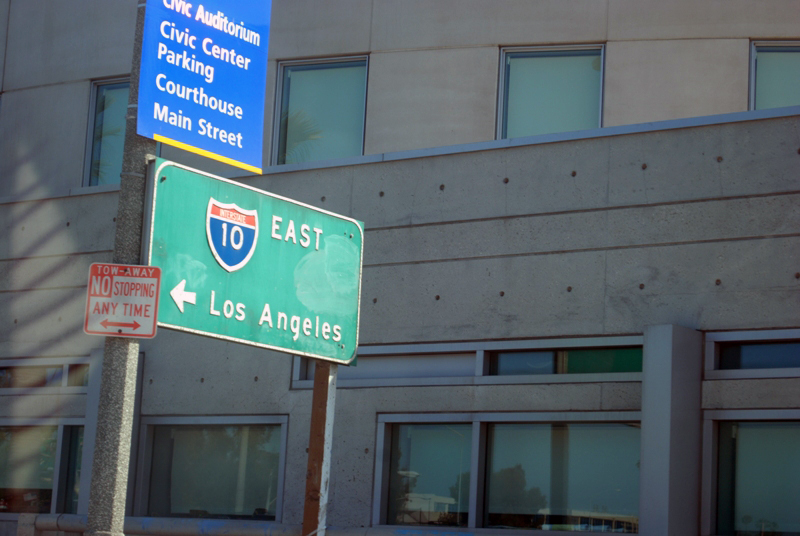 Civic Auditorium
Civic Center
Parking
Courthouse
Main Street
INTERSTATE
10
EAST
Los Angeles
TOW-AWAY
NO STOPPING
ANY TIME